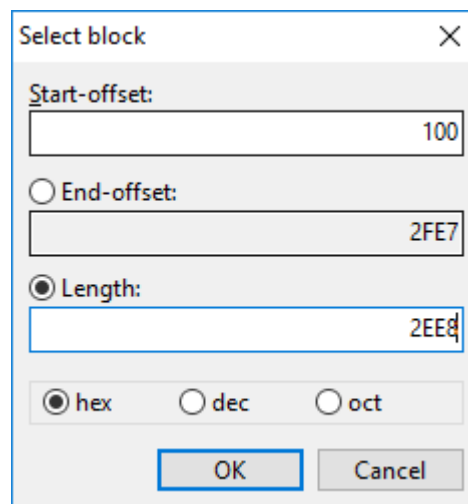 Select block
Start-offset:
100
End-offset:
2FE7
Length:
2EE8
hex dec oct
OK Cancel